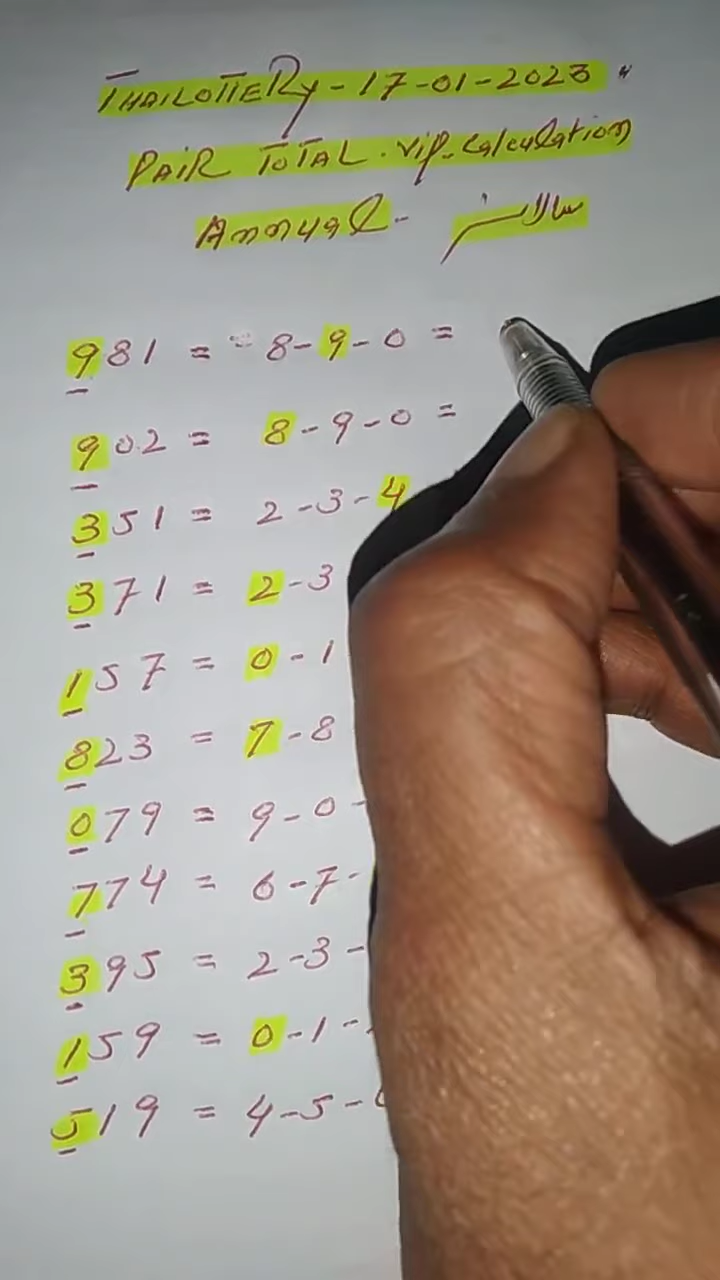 THAILOTTERY-17-01-2023"
PAIR TOTAL.Vip-Calculation
Annual- سالانہ
981 = 8-9-0 =
902 = 8-9-0 =
351 = 2-3-4
371 = 2-3
157 = 0-1
823 = 7-8
079 = 9-0-
774 = 6-7-
395 = 2-3-
159 = 0-1-
519 = 4-5-